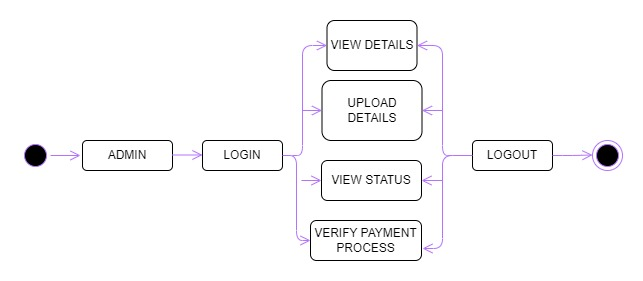 VIEW DETAILS
UPLOAD
DETAILS
ADMIN
LOGIN
LOGOUT
VIEW STATUS
VERIFY PAYMENT
PROCESS